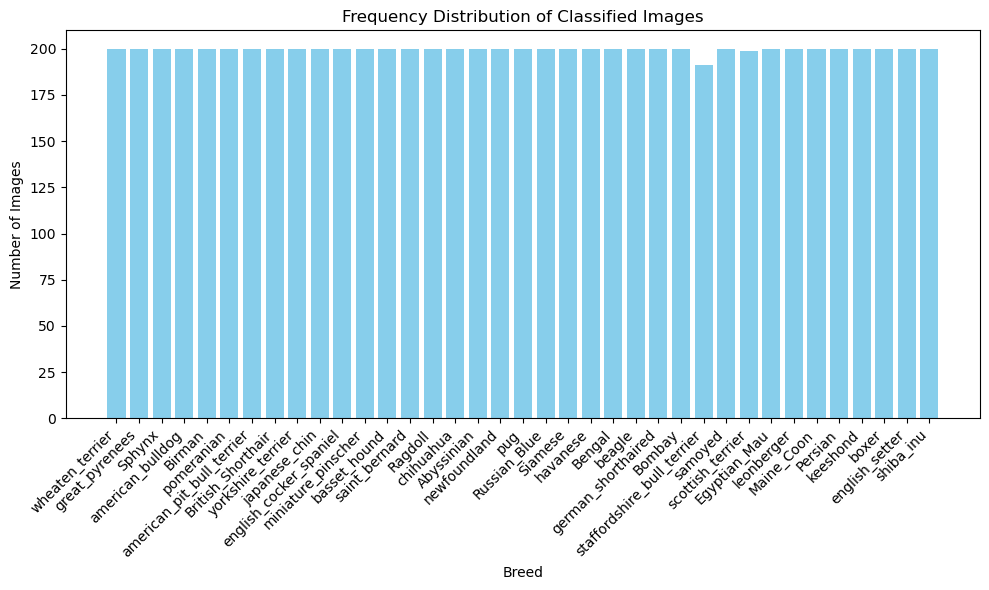 Frequency Distribution of Classified Images
Number of Images
200
175
150
125
100
75
50
25
0
wheaten_terrier
great_pyrenees
Sphynx
american_bulldog
Birman
pomeranian
american_pit_bull_terrier
British_Shorthair
yorkshire_terrier
japanese_chin
english_cocker_spaniel
miniature_pinscher
basset_hound
saint_bernard
Ragdoll
chihuahua
Abyssinian
newfoundland
pug
Russian_Blue
Siamese
havanese
Bengal
beagle
german_shorthaired
Bombay
staffordshire_bull_terrier
samoyed
scottish_terrier
Egyptian_Mau
leonberger
Maine_Coon
Persian
keeshond
boxer
english_setter
shiba_inu
Breed